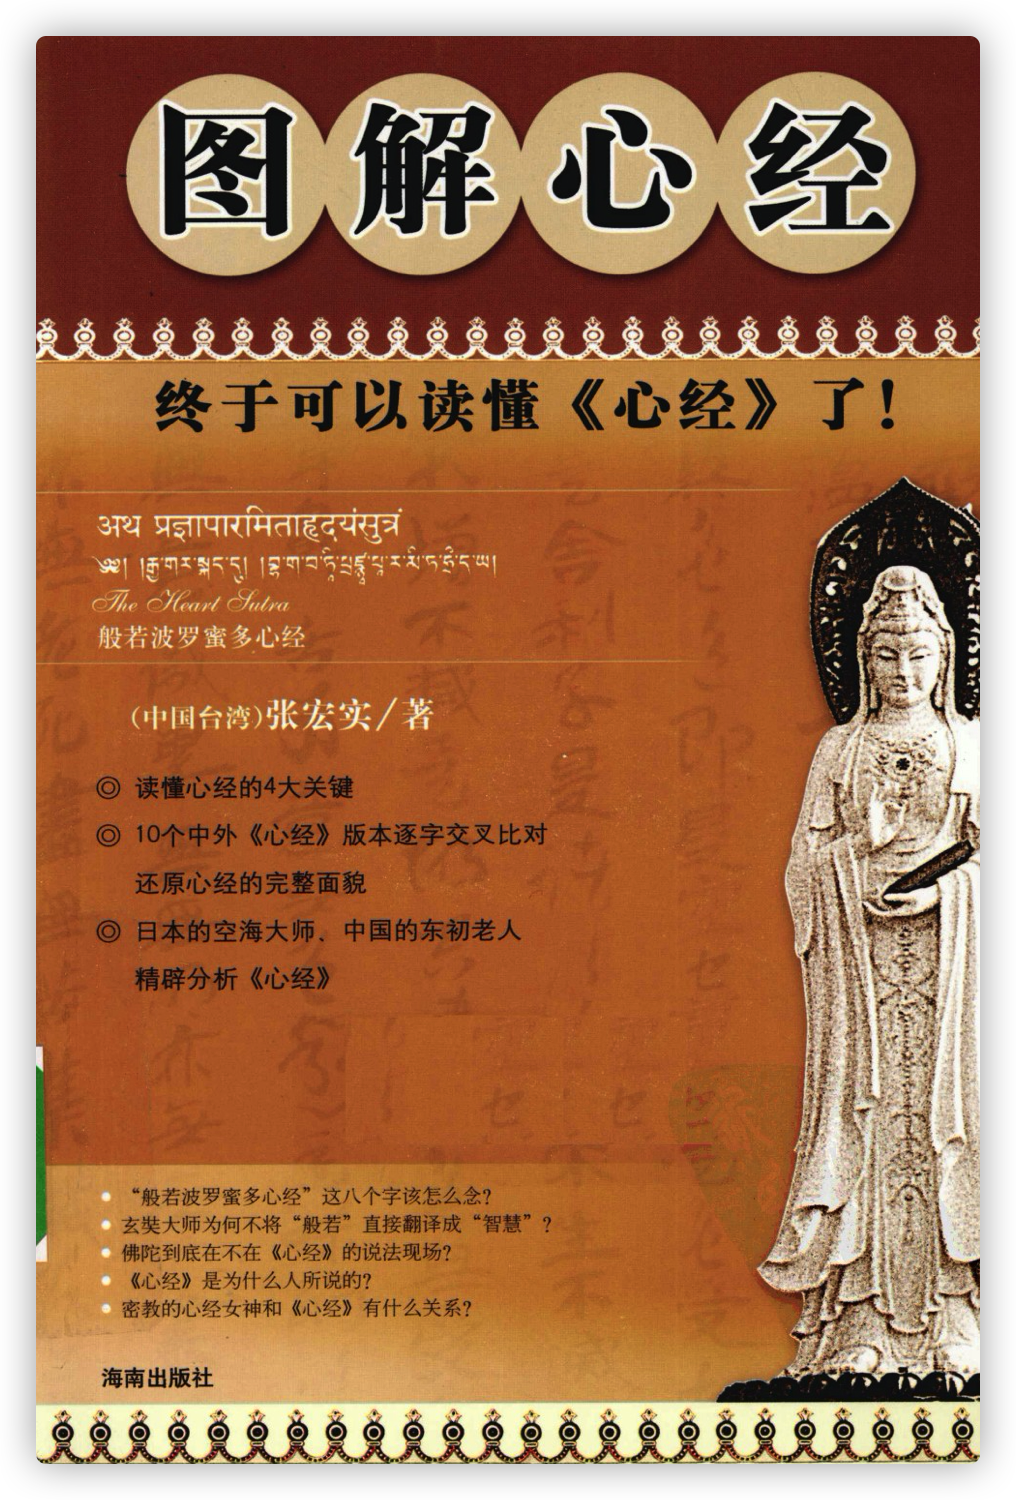 图解心经
终于可以读懂《心经》了!
अथ प्रज्ञापारमिताहृदयंसुत्रं
༄༅། །རྒྱ་གར་སྐད་དུ། །བྷ་ག་བ་ཏཱི་པྲཛྙཱ་པཱ་ར་མི་ཏ་ཧྲྀ་ད་ཡ།
The Heart Sutra
般若波罗蜜多心经
(中国台湾)张宏实/著
◎ 读懂心经的4大关键
◎ 10个中外《心经》版本逐字交叉比对
还原心经的完整面貌
◎ 日本的空海大师、中国的东初老人
精辟分析《心经》
• “般若波罗蜜多心经”这八个字该怎么念?
• 玄奘大师为何不将“般若”直接翻译成“智慧”?
• 佛陀到底在不在《心经》的说法现场?
• 《心经》是为什么人所说的?
• 密教的心经女神和《心经》有什么关系?
海南出版社